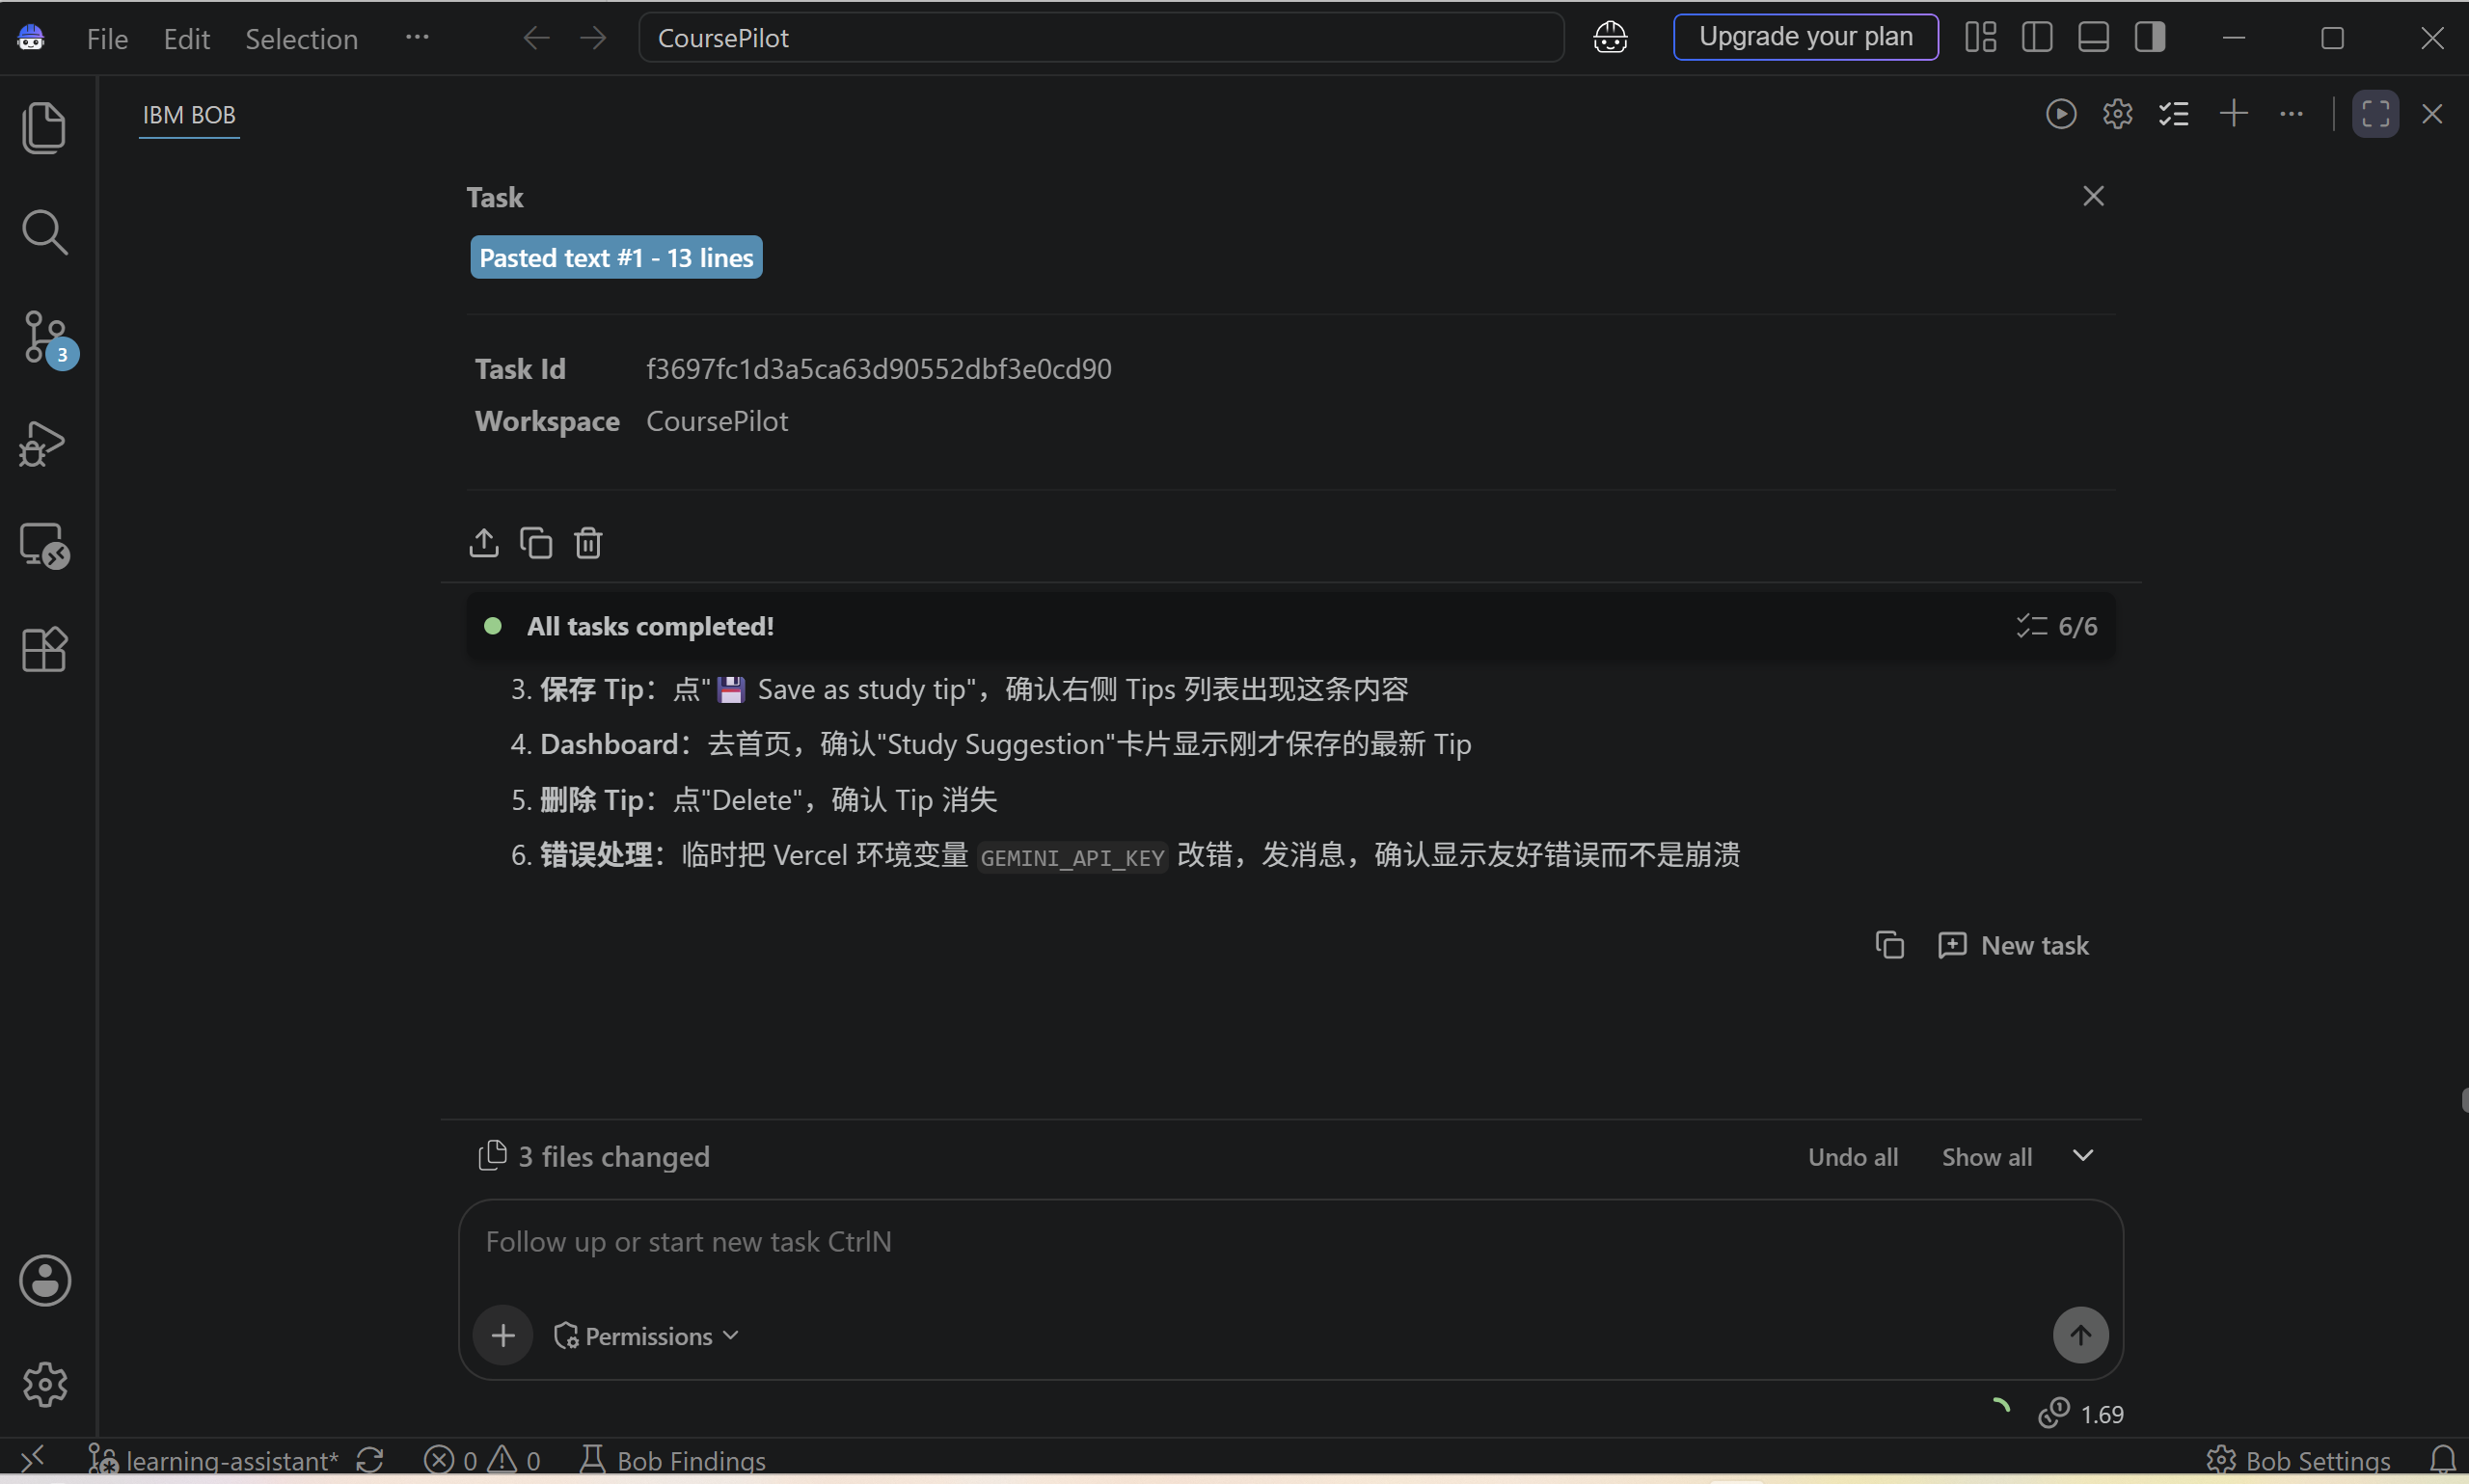 File Edit Selection ··· CoursePilot Upgrade your plan
IBM BOB
Task
Pasted text #1 - 13 lines
Task Id f3697fc1d3a5ca63d90552dbf3e0cd90
Workspace CoursePilot
All tasks completed! 6/6
3. 保存 Tip：点"💾 Save as study tip"，确认右侧 Tips 列表出现这条内容
4. Dashboard：去首页，确认"Study Suggestion"卡片显示刚才保存的最新 Tip
5. 删除 Tip：点"Delete"，确认 Tip 消失
6. 错误处理：临时把 Vercel 环境变量 GEMINI_API_KEY 改错，发消息，确认显示友好错误而不是崩溃
New task
3 files changed Undo all Show all
Follow up or start new task CtrlN
Permissions
1.69
3
learning-assistant* 0 0 Bob Findings Bob Settings